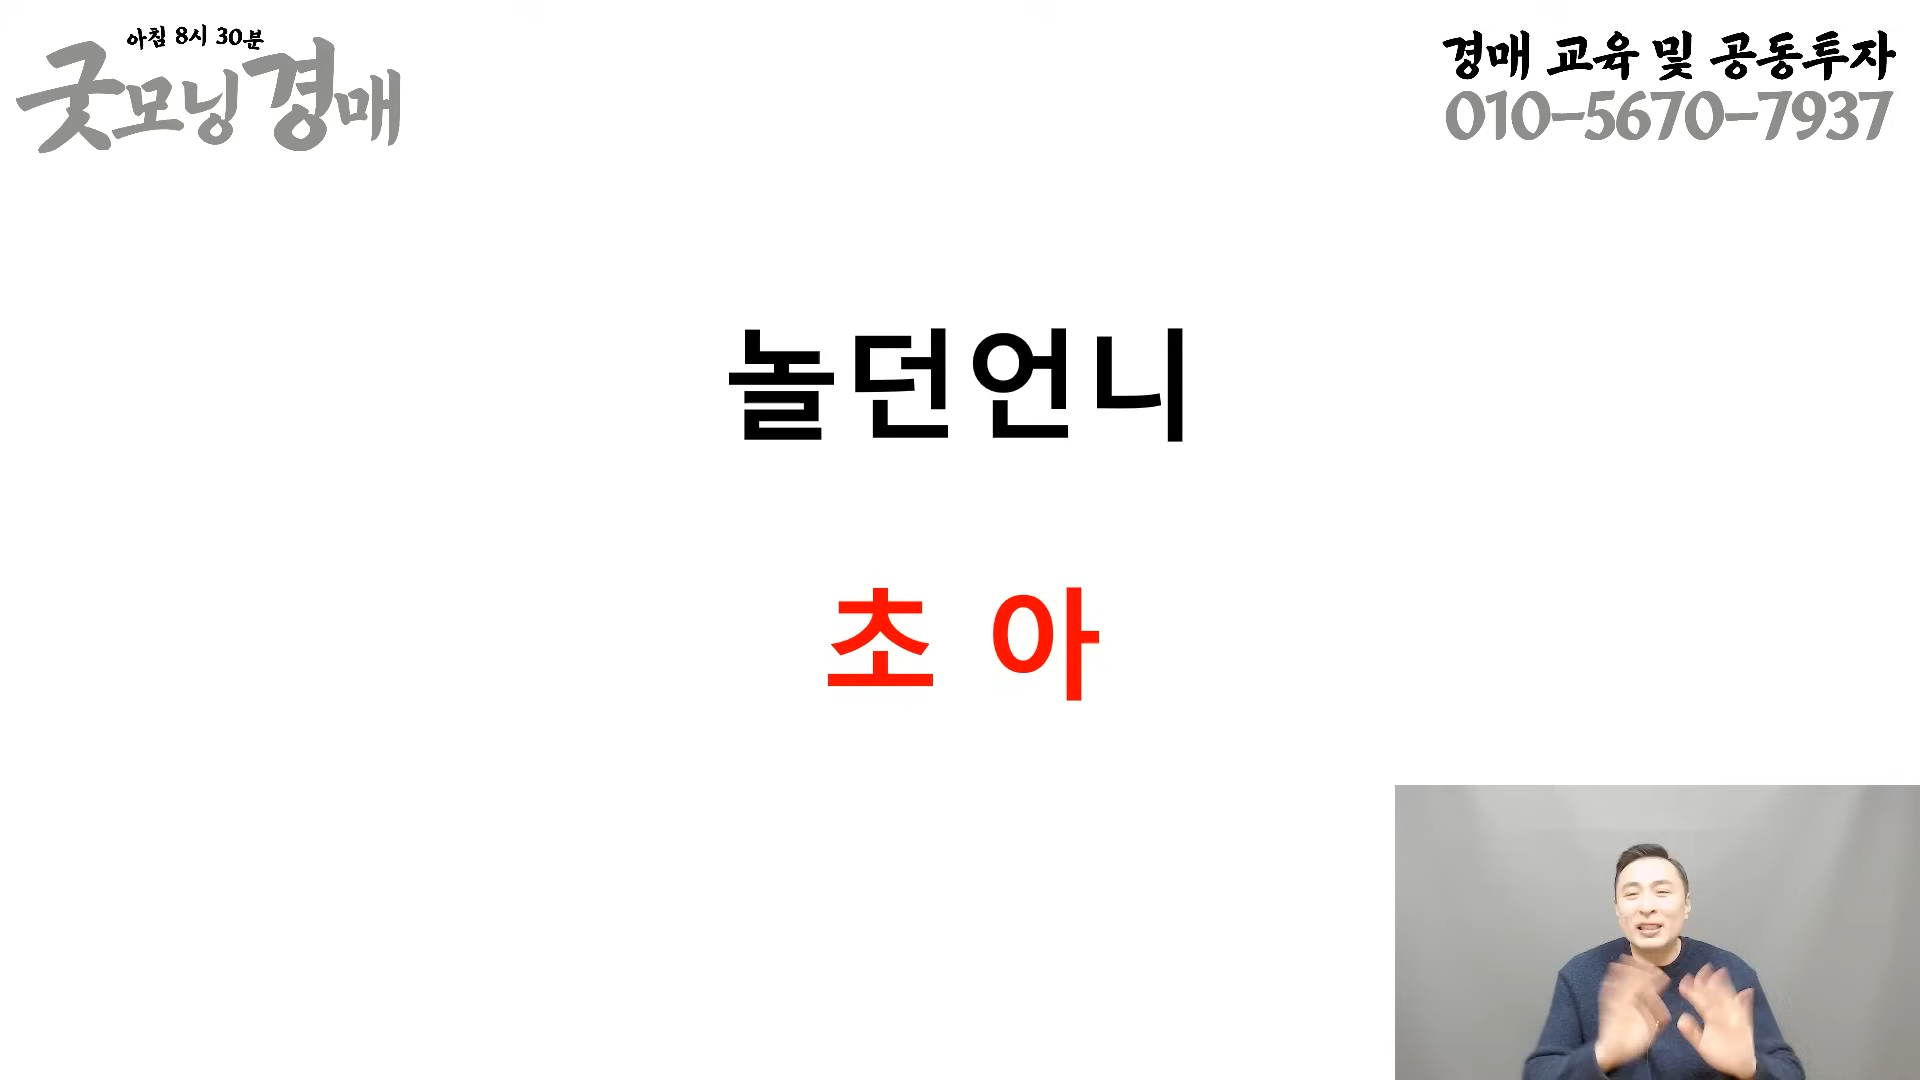 아침 8시 30분
굿모닝경매
경매 교육 및 공동투자
010-5670-7937
놀던언니
초 아